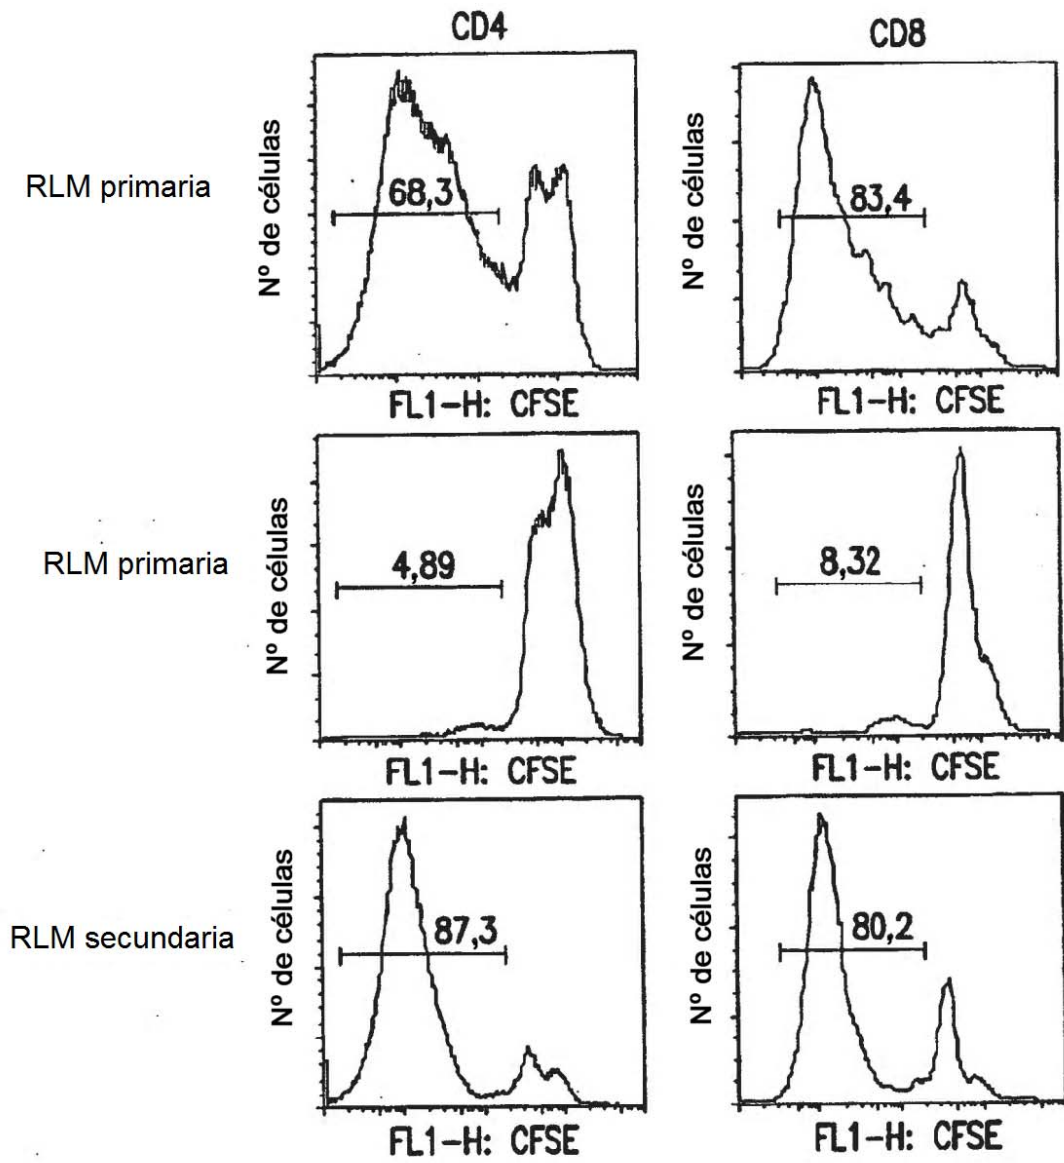 CD4
CD8
RLM primaria
Nº de células
68,3
FL1-H: CFSE
Nº de células
83,4
FL1-H: CFSE
RLM primaria
Nº de células
4,89
FL1-H: CFSE
Nº de células
8,32
FL1-H: CFSE
RLM secundaria
Nº de células
87,3
FL1-H: CFSE
Nº de células
80,2
FL1-H: CFSE